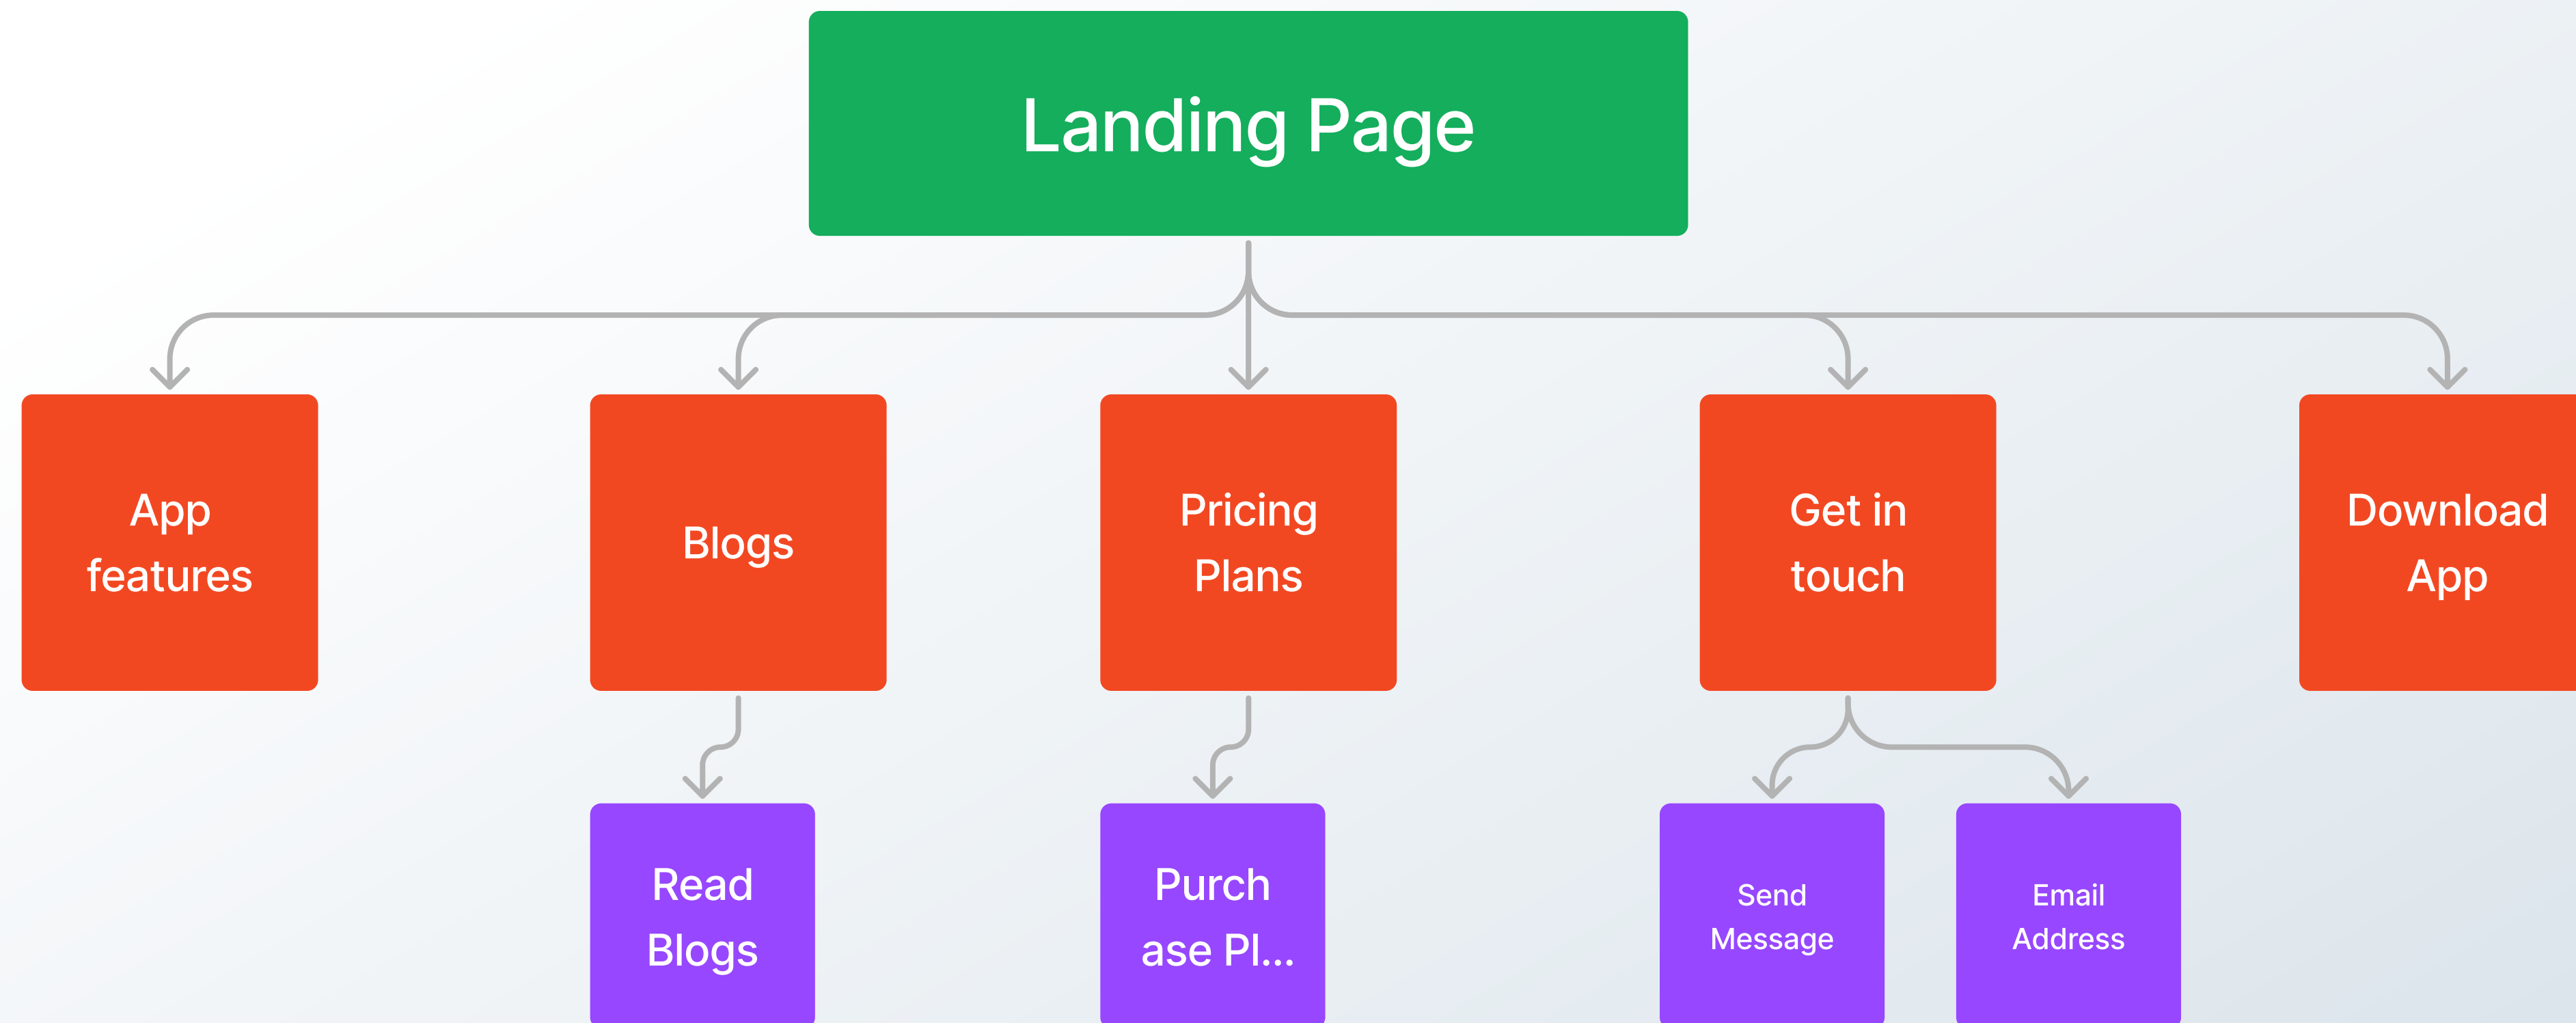 Landing Page
App
features
Blogs
Pricing
Plans
Get in
touch
Download
App
Read
Blogs
Purch
ase Pl...
Send
Message
Email
Address